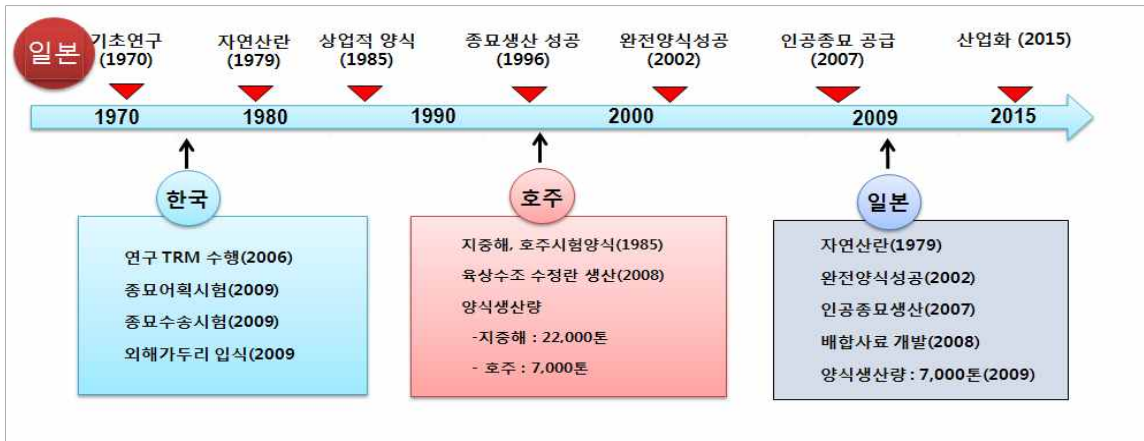 일본
기초연구
(1970)
자연산란
(1979)
상업적 양식
(1985)
종묘생산 성공
(1996)
완전양식성공
(2002)
인공종묘 공급
(2007)
산업화 (2015)
1970
1980
1990
2000
2009
2015
한국
연구 TRM 수행(2006)
종묘어획시험(2009)
종묘수송시험(2009)
외해가두리 입식(2009
호주
지중해, 호주시험양식(1985)
육상수조 수정란 생산(2008)
양식생산량
-지중해 : 22,000톤
- 호주 : 7,000톤
일본
자연산란(1979)
완전양식성공(2002)
인공종묘생산(2007)
배합사료 개발(2008)
양식생산량 : 7,000톤(2009)